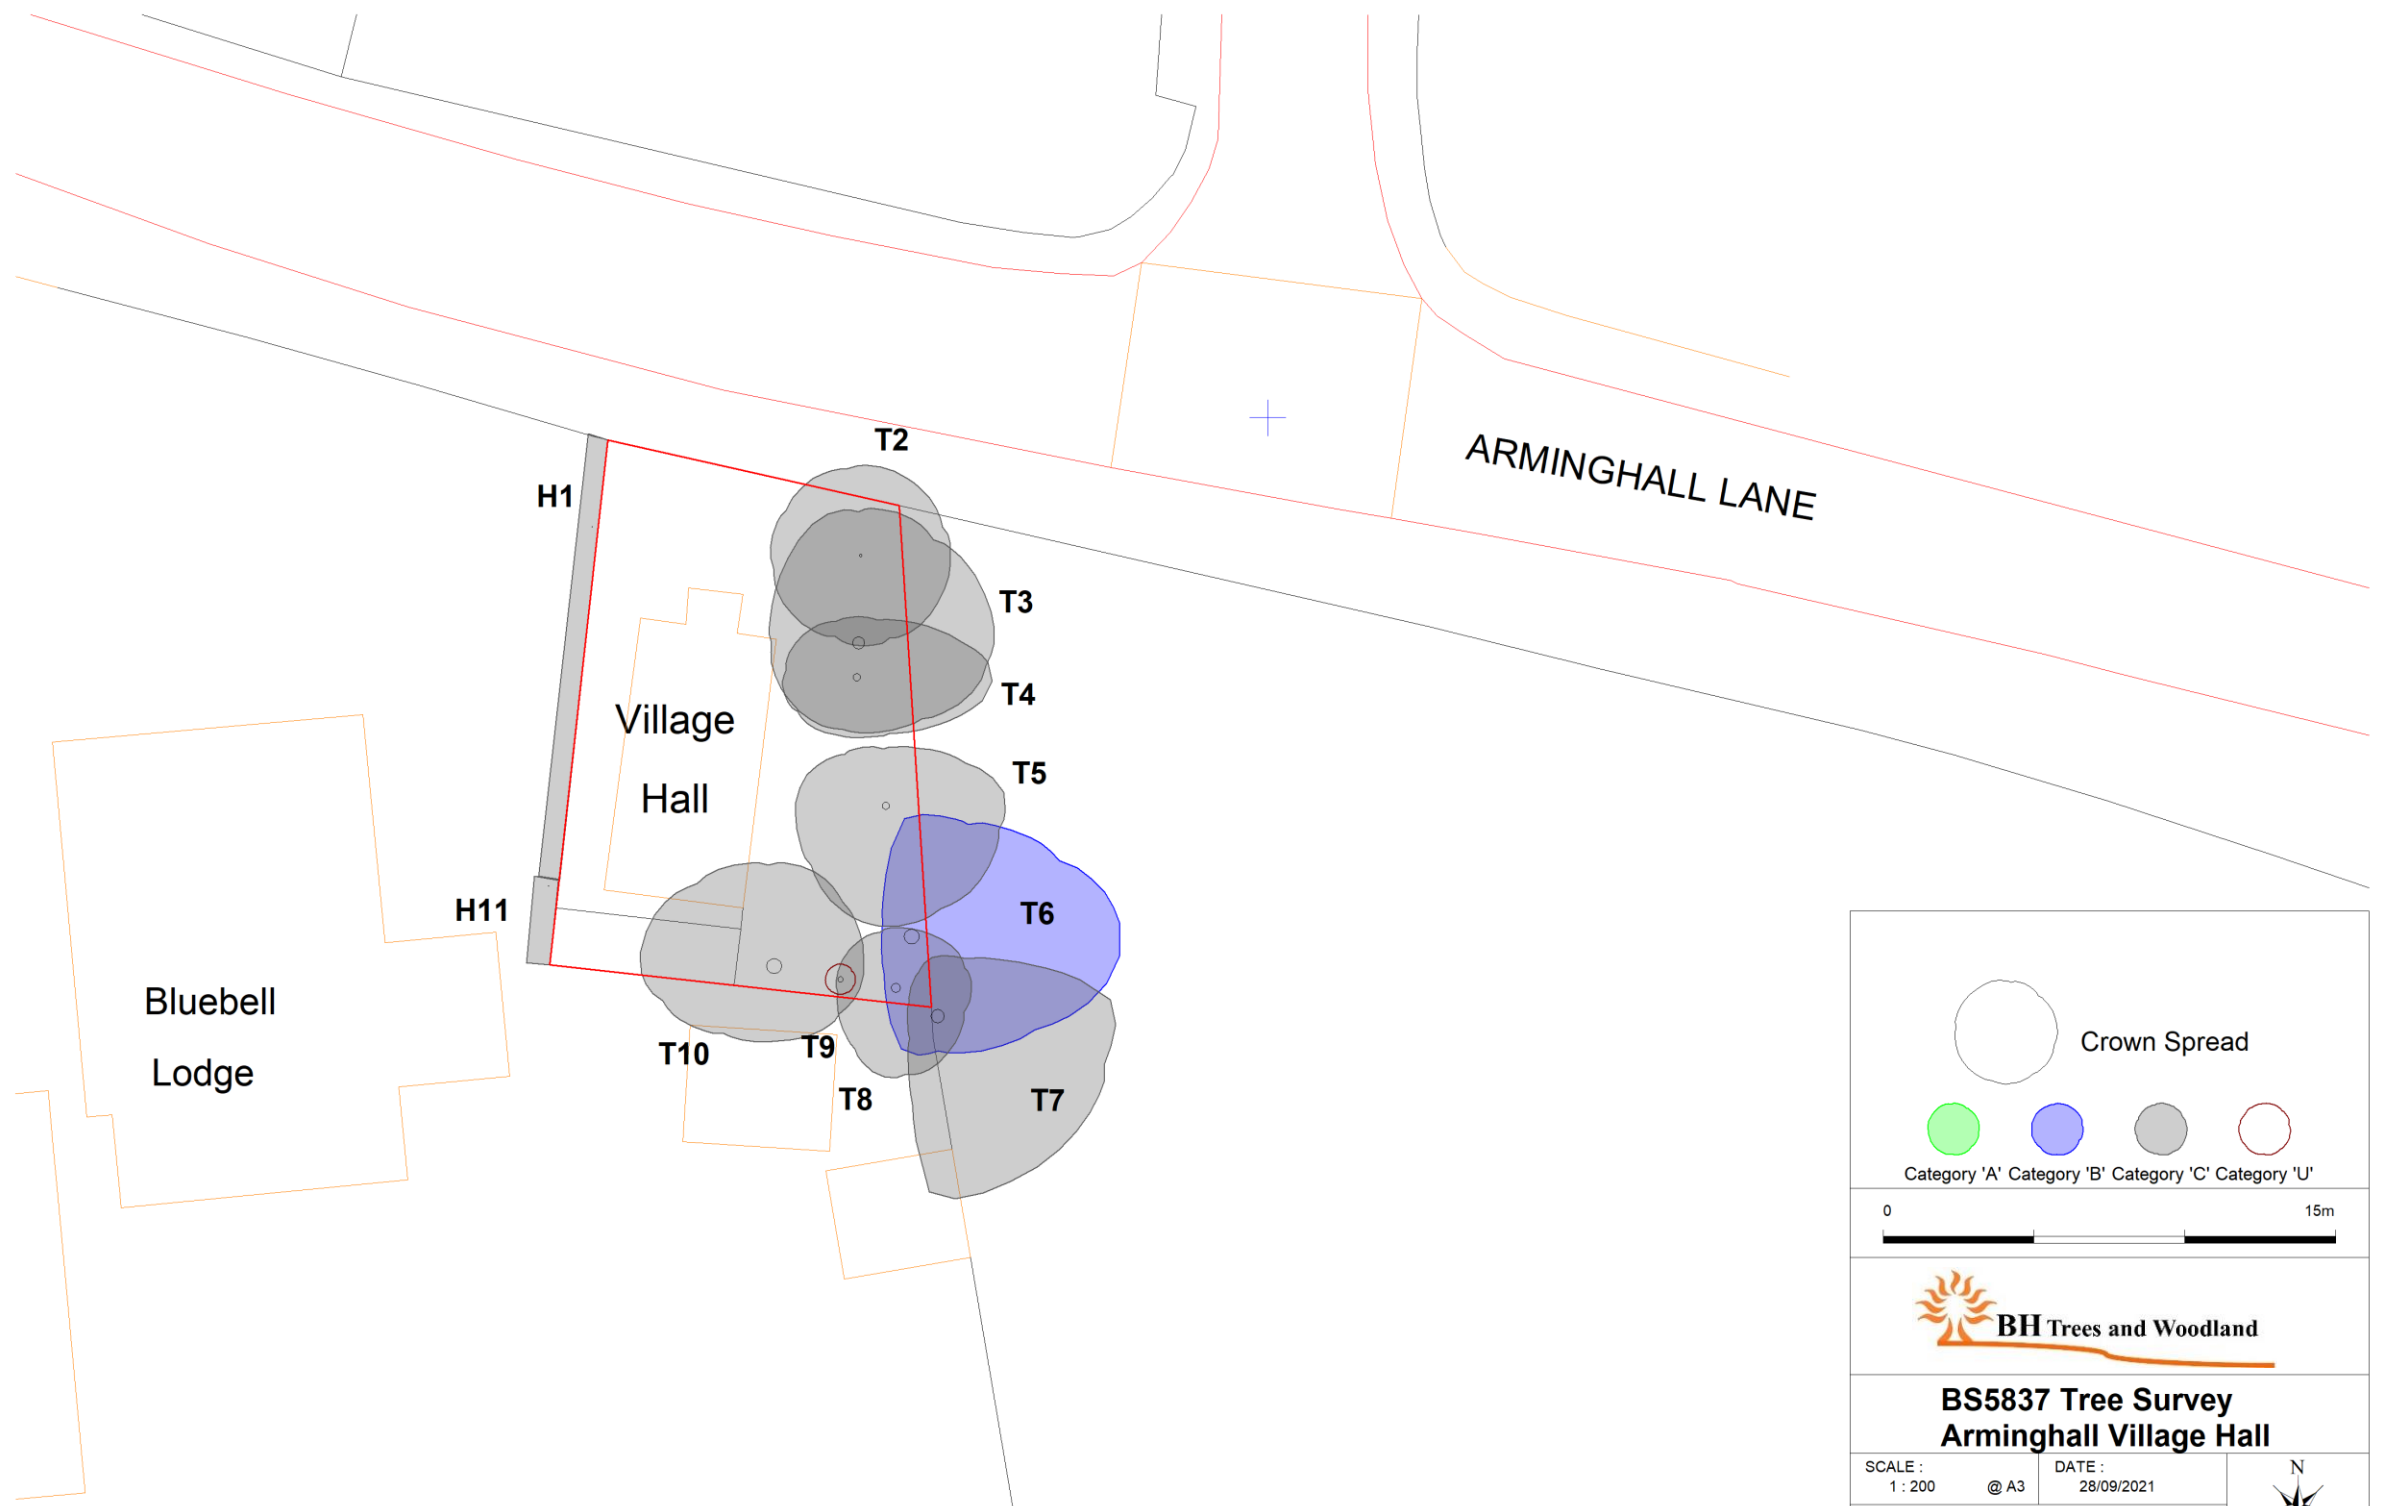 ARMINGHALL LANE
T2
H1
T3
T4
Village
Hall
T5
H11
T6
Bluebell
Lodge
T10
T9
T8
T7
Crown Spread
Category 'A' Category 'B' Category 'C' Category 'U'
0 15m
BH Trees and Woodland
BS5837 Tree Survey
Arminghall Village Hall
SCALE : DATE : N
1 : 200 @ A3 28/09/2021